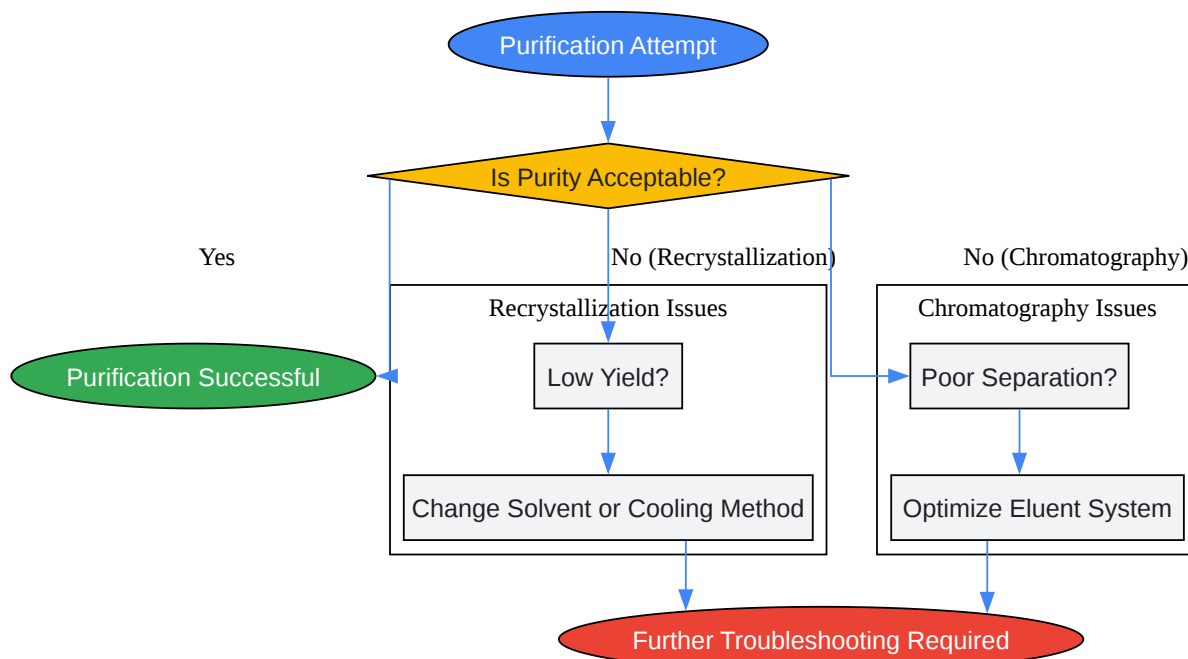 Purification Attempt
Is Purity Acceptable?
Yes
No (Recrystallization)
No (Chromatography)
Recrystallization Issues
Chromatography Issues
Purification Successful
Low Yield?
Poor Separation?
Change Solvent or Cooling Method
Optimize Eluent System
Further Troubleshooting Required